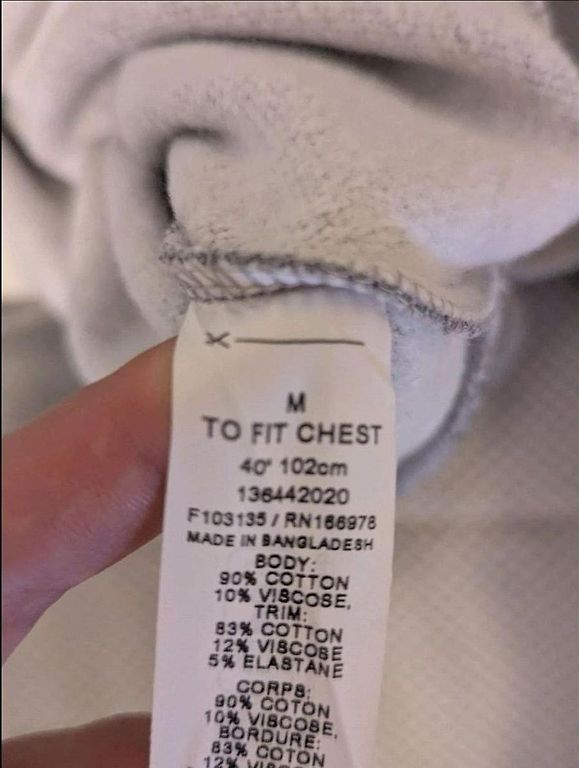 M
TO FIT CHEST
40" 102cm
136442020
F103135 / RN166978
MADE IN BANGLADESH
BODY:
90% COTTON
10% VISCOSE,
TRIM:
83% COTTON
12% VISCOSE
5% ELASTANE
CORPS:
90% COTON
10% VISCOSE,
BORDURE:
83% COTON
12%